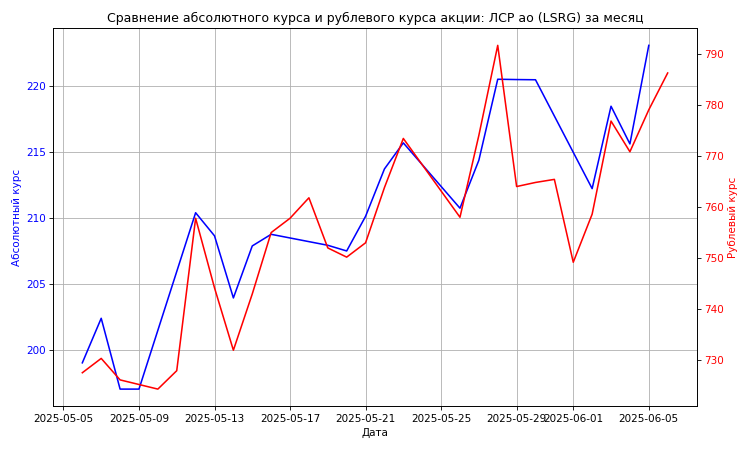 Сравнение абсолютного курса и рублевого курса акции: ЛСР ао (LSRG) за месяц
Абсолютный курс
220
215
210
205
200
790
780
770
760
750
740
730
Рублевый курс
2025-05-05 2025-05-09 2025-05-13 2025-05-17 2025-05-21 2025-05-25 2025-05-29 2025-06-01 2025-06-05
Дата